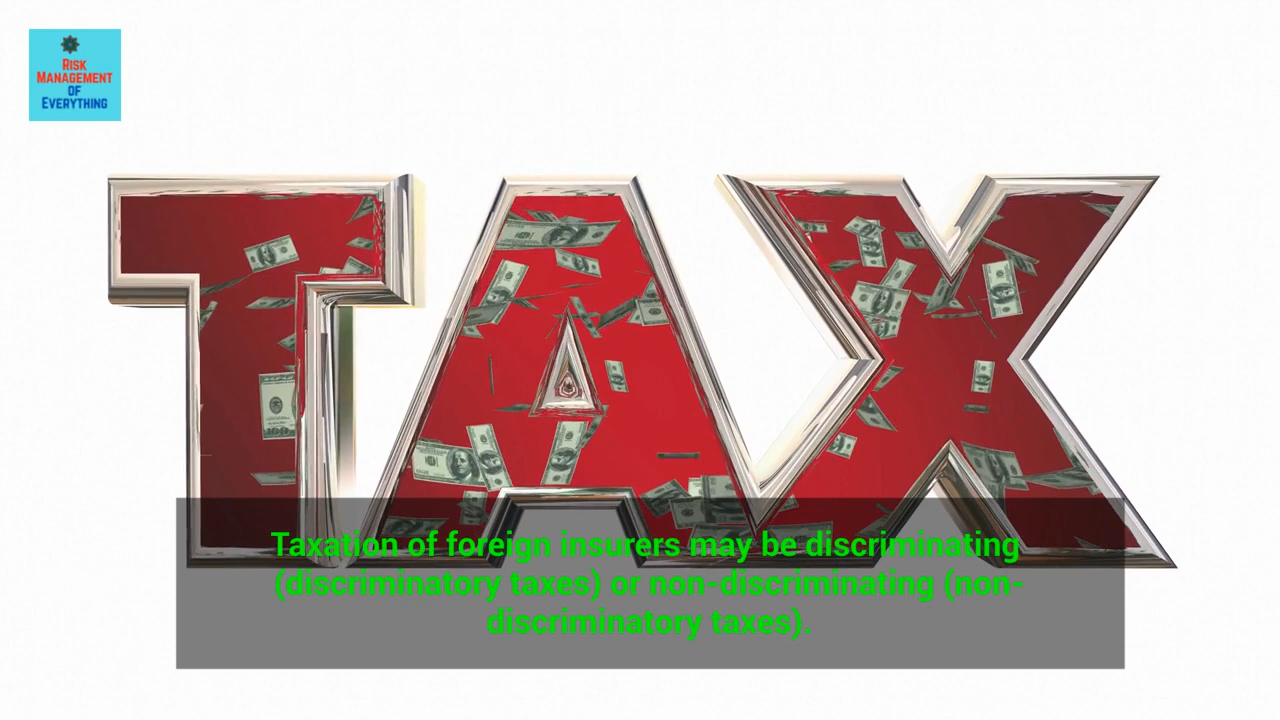 Risk
Management
of
Everything
TAX
Taxation of foreign insurers may be discriminating
(discriminatory taxes) or non-discriminating (non-
discriminatory taxes).